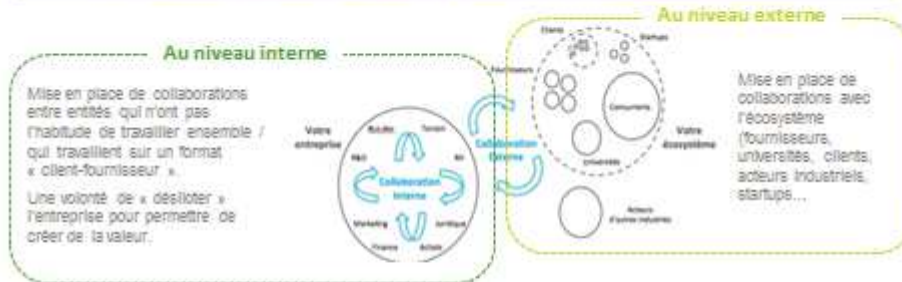 Au niveau interne
Mise en place de collaborations
entre entités qui n'ont pas
l'habitude de travailler ensemble /
qui travaillent sur un format
« client-fournisseur ».
Une volonté de « désiloter »
l'entreprise pour permettre de
créer de la valeur.
Votre
entreprise
Terrain
R&D
Collaboration
Interne
Marketing
Juridique
Finance
Achats
Collaboration
Externe
Au niveau externe
Clients
Startups
Fournisseurs
Concurrents
Universités
Votre
écosystème
Acteurs
d'autres industries
Mise en place de
collaborations avec
l'écosystème
(fournisseurs,
universités, clients,
acteurs industriels,
startups...